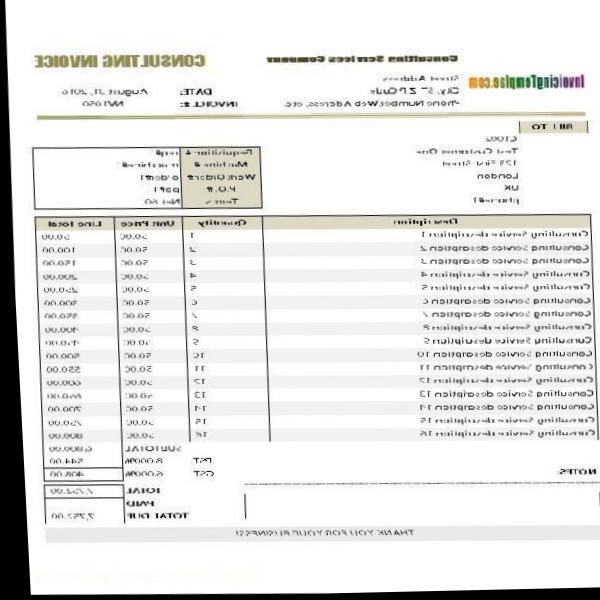 InvoicingTemplae.com
Consulting Services Company
CONSULTING INVOICE
Street Address
City, ST ZIP Code
DATE: August 31, 2016
Phone Number, Web Address, etc.
INVOICE #: INV1050
BILL TO
C1002
Test Customer One
123 First Street
London
UK
phone#1
Requisition # req#
Machine # machine#
Work Order# order#1
P.O. # po#1
Terms Net 60
Description Quantity Unit Price Line Total
Consulting Service description 1 1 50.00 50.00
Consulting Service description 2 2 50.00 100.00
Consulting Service description 3 3 50.00 150.00
Consulting Service description 4 4 50.00 200.00
Consulting Service description 5 5 50.00 250.00
Consulting Service description 6 6 50.00 300.00
Consulting Service description 7 7 50.00 350.00
Consulting Service description 8 8 50.00 400.00
Consulting Service description 9 9 50.00 450.00
Consulting Service description 10 10 50.00 500.00
Consulting Service description 11 11 50.00 550.00
Consulting Service description 12 12 50.00 600.00
Consulting Service description 13 13 50.00 650.00
Consulting Service description 14 14 50.00 700.00
Consulting Service description 15 15 50.00 750.00
Consulting Service description 16 16 50.00 800.00
SUBTOTAL 6,800.00
PST 8.000% 544.00
NOTES:
GST 6.000% 408.00
TOTAL 7,752.00
PAID
TOTAL DUE 7,752.00
THANK YOU FOR YOUR BUSINESS!